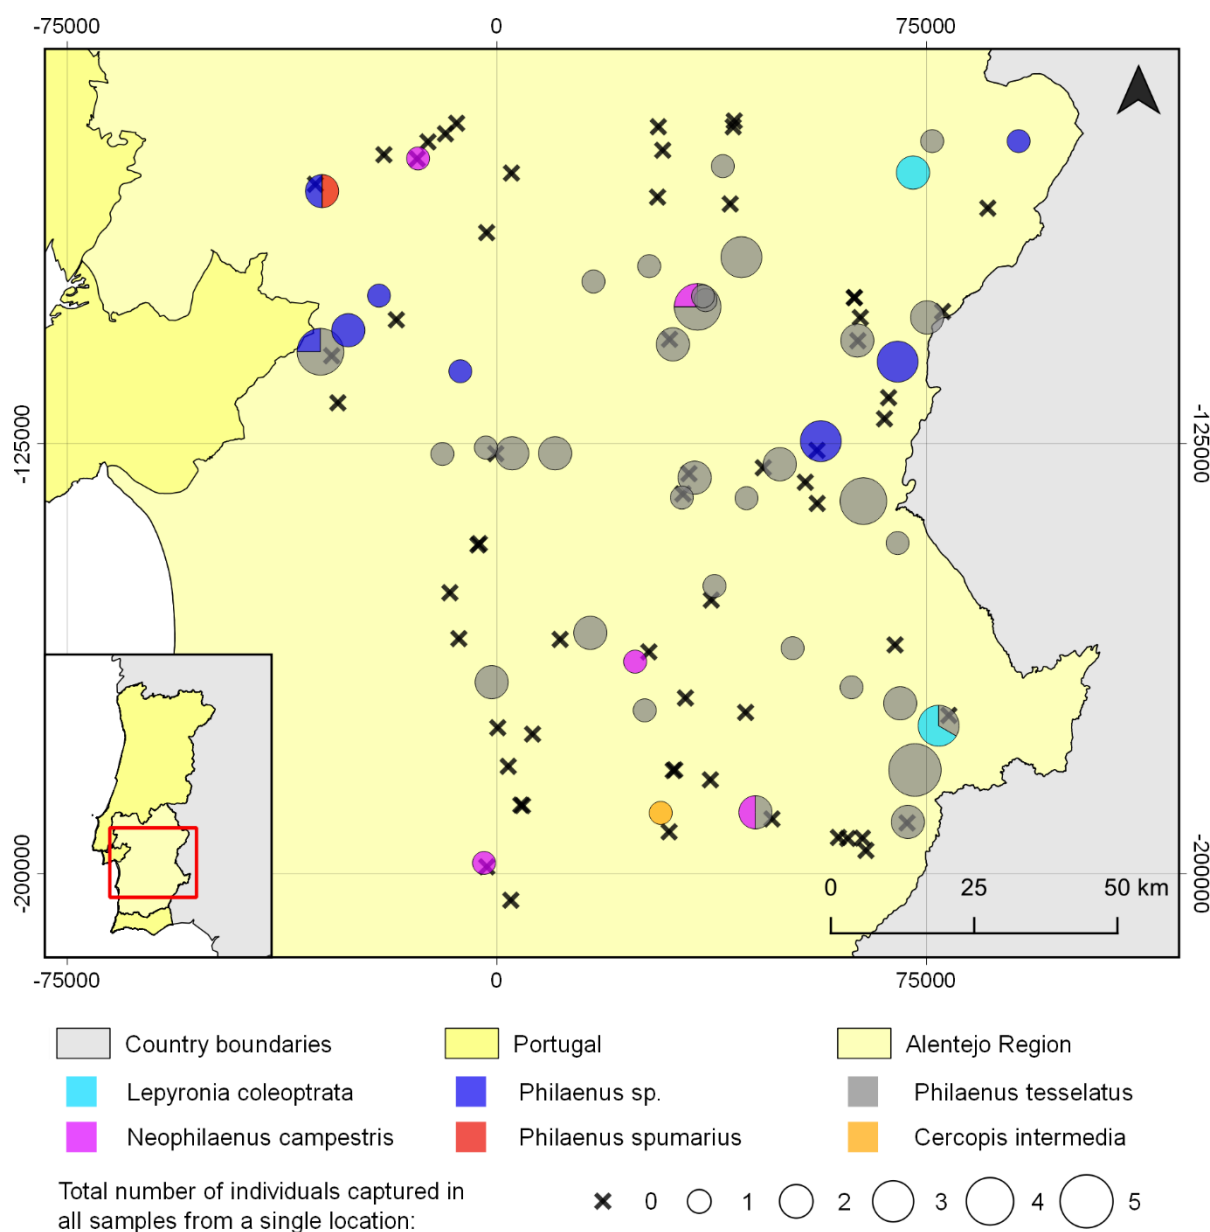 -75000 0 75000
-125000 -125000
-200000 -200000
0 25 50 km
-75000 0 75000
Country boundaries Portugal Alentejo Region
Lepyronia coleoptrata Philaenus sp. Philaenus tesselatus
Neophilaenus campestris Philaenus spumarius Cercopis intermedia
Total number of individuals captured in
all samples from a single location:
0 1 2 3 4 5